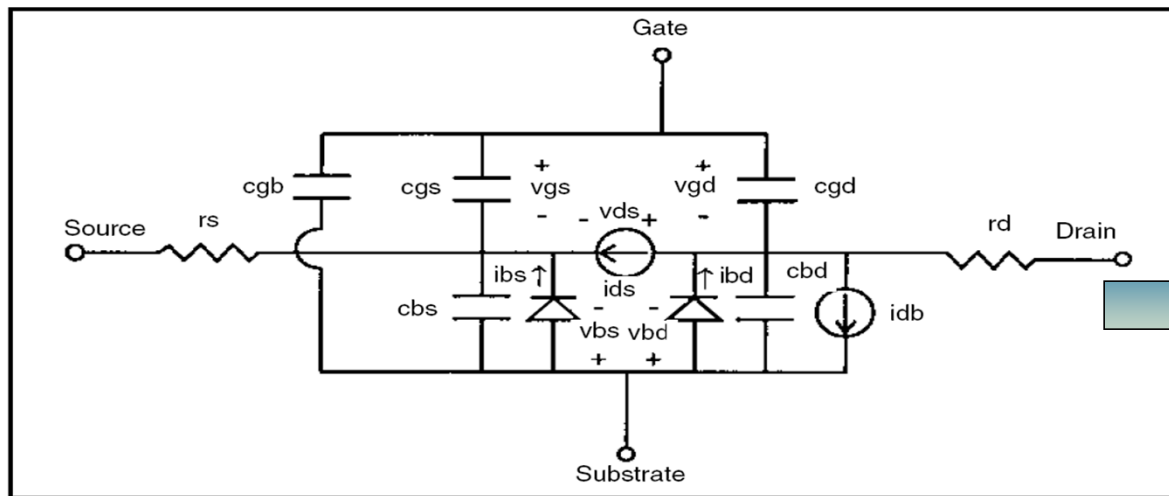 Gate
cgb
cgs
+
vgs
-
+
vgd
-
cgd
Source
rs
- vds +
rd
Drain
ibs
ids
ibd
cbd
cbs
-
vbs
+
-
vbd
+
idb
Substrate